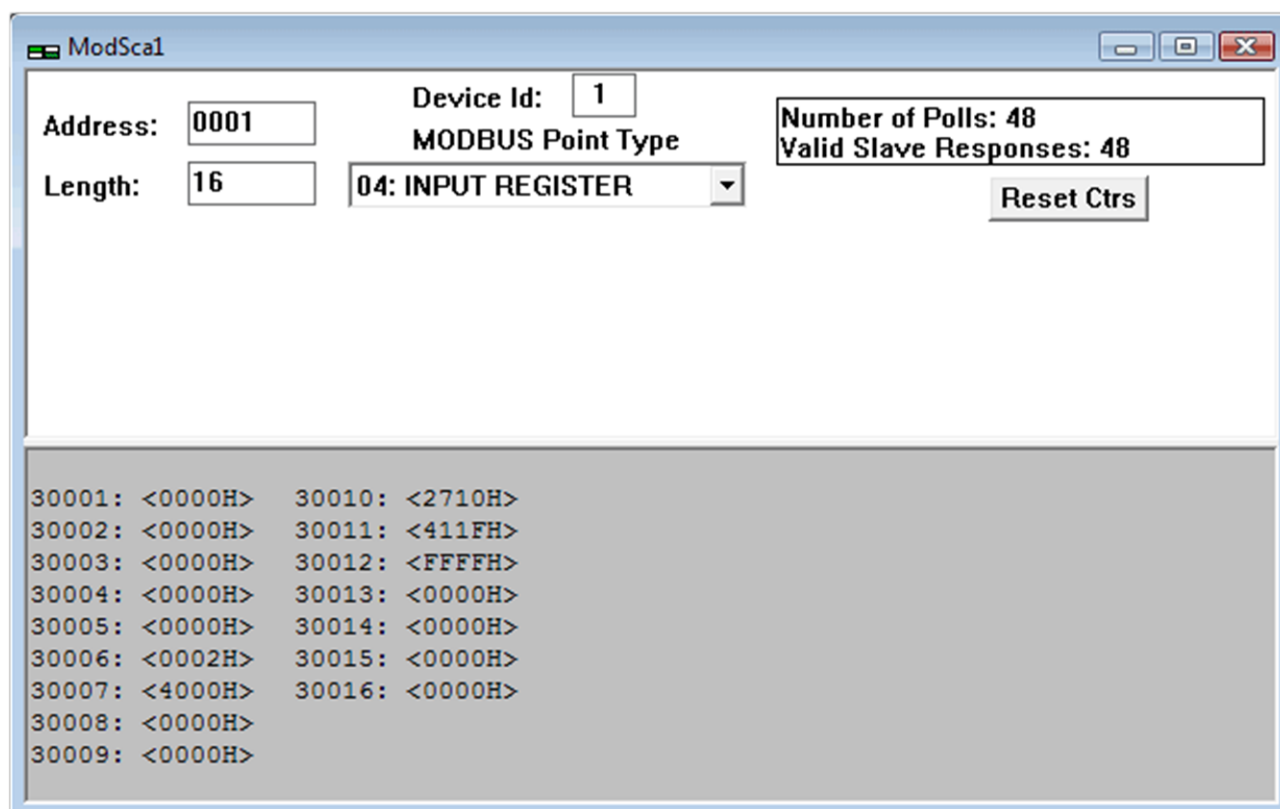 ModSca1
Address: 0001
Device Id: 1
MODBUS Point Type
Length: 16
04: INPUT REGISTER
Number of Polls: 48
Valid Slave Responses: 48
Reset Ctrs
30001: <0000H> 30010: <2710H>
30002: <0000H> 30011: <411FH>
30003: <0000H> 30012: <FFFFH>
30004: <0000H> 30013: <0000H>
30005: <0000H> 30014: <0000H>
30006: <0002H> 30015: <0000H>
30007: <4000H> 30016: <0000H>
30008: <0000H>
30009: <0000H>